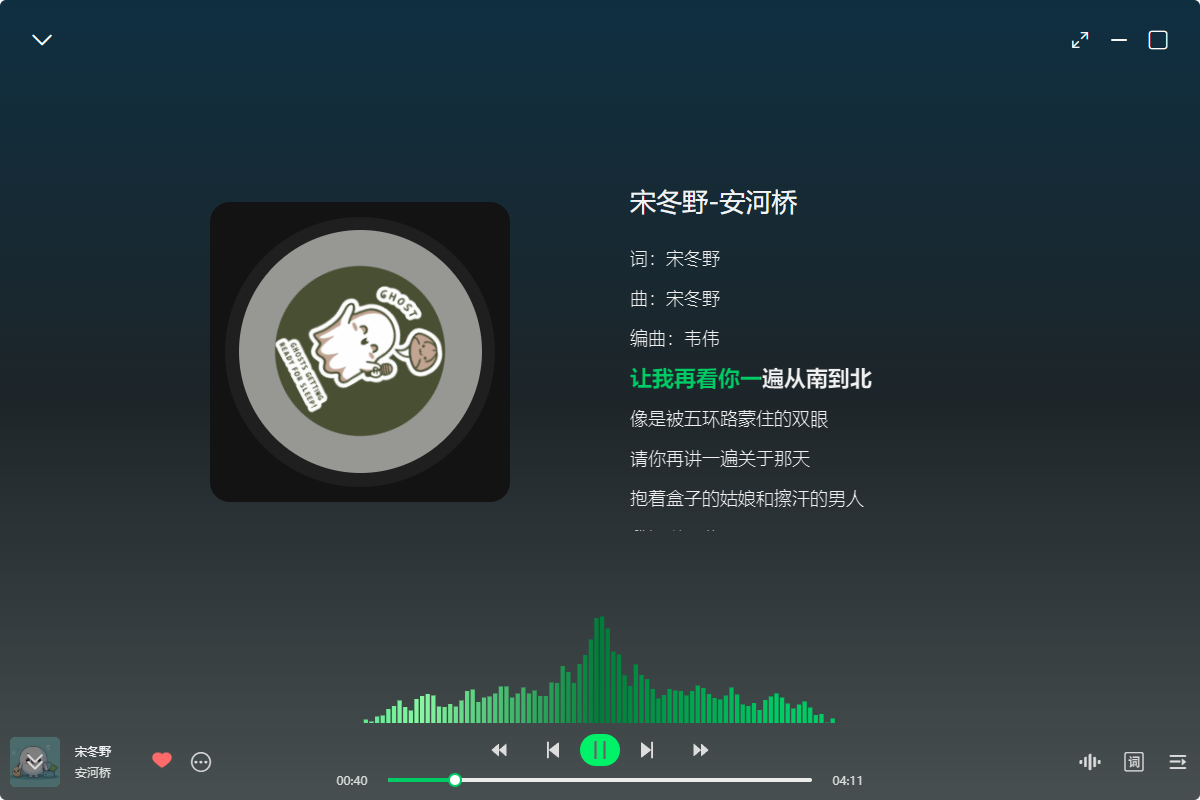 宋冬野-安河桥
词：宋冬野
曲：宋冬野
编曲：韦伟
让我再看你一遍从南到北
像是被五环路蒙住的双眼
请你再讲一遍关于那天
抱着盒子的姑娘和擦汗的男人
GHOST
GHOSTS GETTING
READY FOR SLEEP!
宋冬野
安河桥
00:40
04:11
词